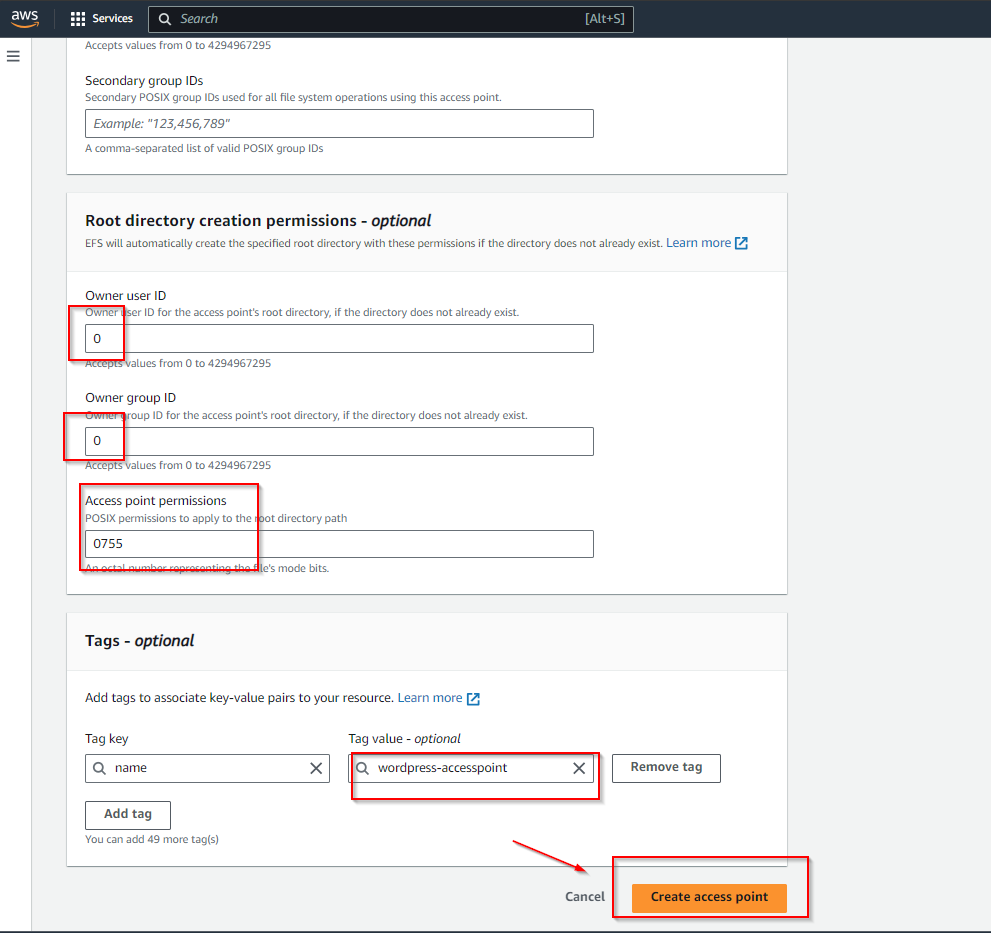 aws
Services
Search
[Alt+S]
Accepts values from 0 to 4294967295
Secondary group IDs
Secondary POSIX group IDs used for all file system operations using this access point.
Example: "123,456,789"
A comma-separated list of valid POSIX group IDs
Root directory creation permissions - optional
EFS will automatically create the specified root directory with these permissions if the directory does not already exist. Learn more
Owner user ID
Owner user ID for the access point's root directory, if the directory does not already exist.
0
Accepts values from 0 to 4294967295
Owner group ID
Owner group ID for the access point's root directory, if the directory does not already exist.
0
Accepts values from 0 to 4294967295
Access point permissions
POSIX permissions to apply to the root directory path
0755
An octal number representing the file's mode bits.
Tags - optional
Add tags to associate key-value pairs to your resource. Learn more
Tag key
Tag value - optional
name
wordpress-accesspoint
Remove tag
Add tag
You can add 49 more tag(s)
Cancel
Create access point